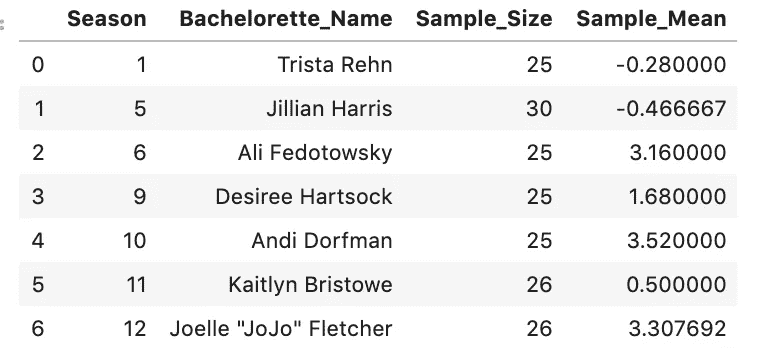 Season Bachelorette_Name Sample_Size Sample_Mean
0 1 Trista Rehn 25 -0.280000
1 5 Jillian Harris 30 -0.466667
2 6 Ali Fedotowsky 25 3.160000
3 9 Desiree Hartsock 25 1.680000
4 10 Andi Dorfman 25 3.520000
5 11 Kaitlyn Bristowe 26 0.500000
6 12 Joelle "JoJo" Fletcher 26 3.307692